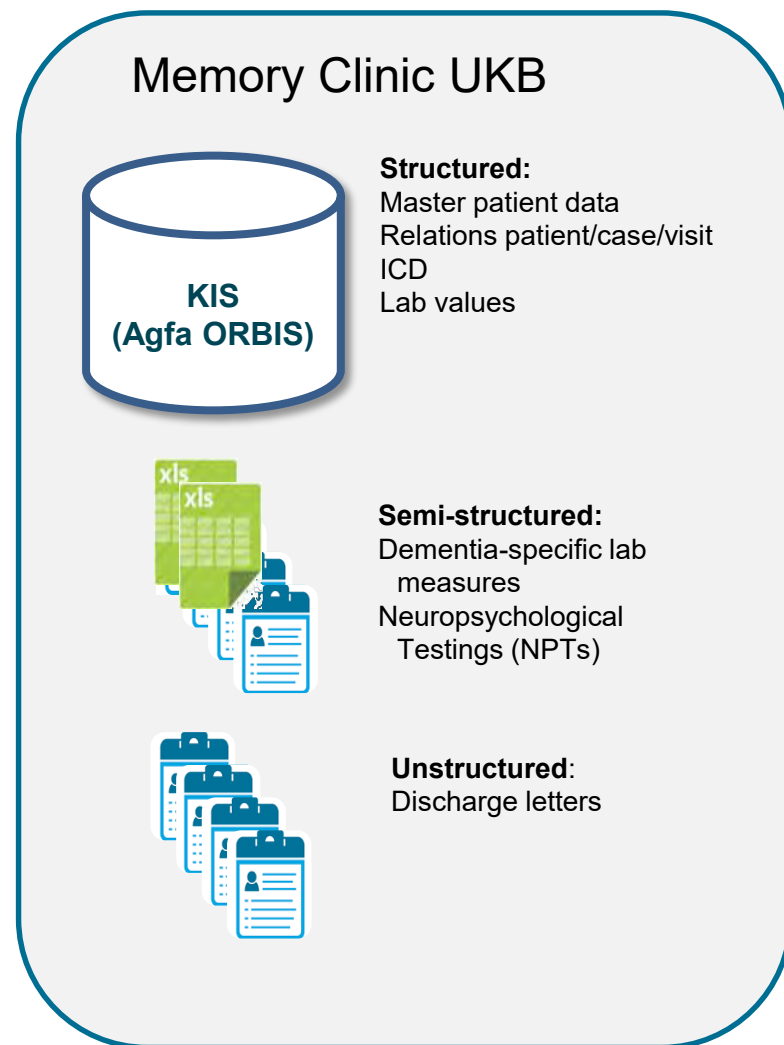 Memory Clinic UKB
KIS
(Agfa ORBIS)
Structured:
Master patient data
Relations patient/case/visit
ICD
Lab values
xls
xls
Semi-structured:
Dementia-specific lab
measures
Neuropsychological
Testings (NPTs)
Unstructured:
Discharge letters